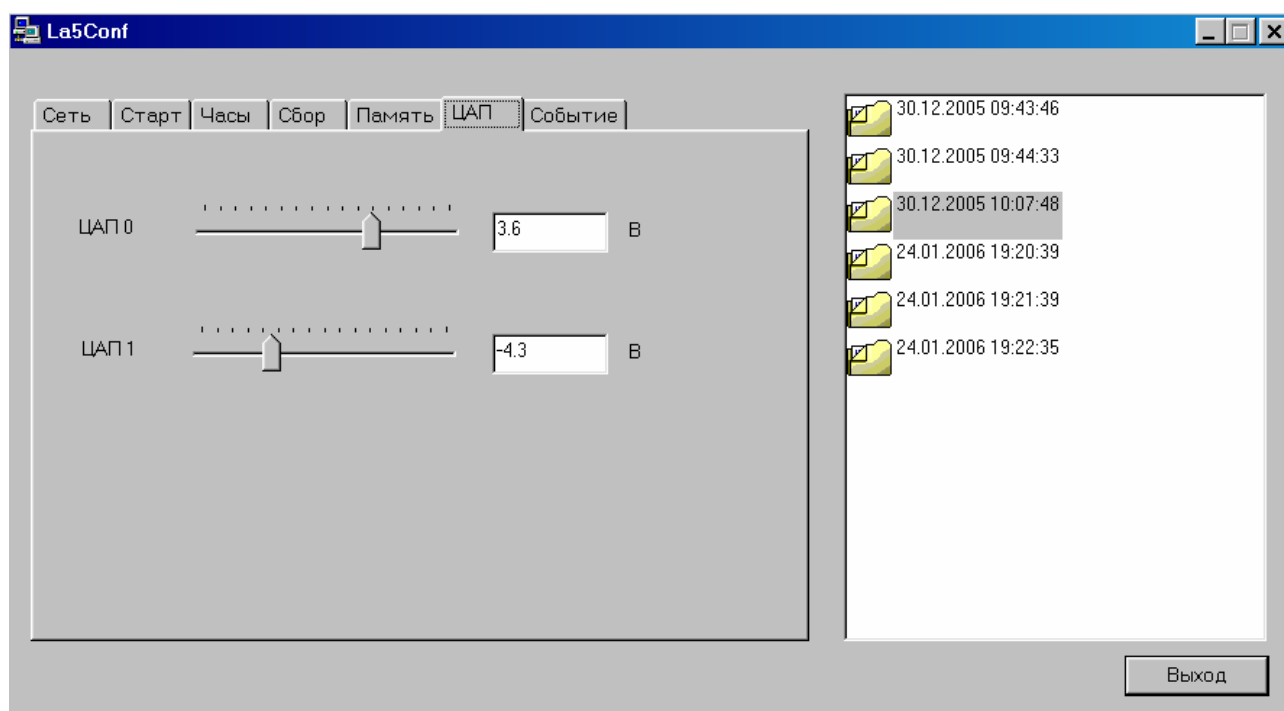 La5Conf
Сеть Старт Часы Сбор Память ЦАП Событие
ЦАП 0 3.6 В
ЦАП 1 -4.3 В
30.12.2005 09:43:46
30.12.2005 09:44:33
30.12.2005 10:07:48
24.01.2006 19:20:39
24.01.2006 19:21:39
24.01.2006 19:22:35
Выход